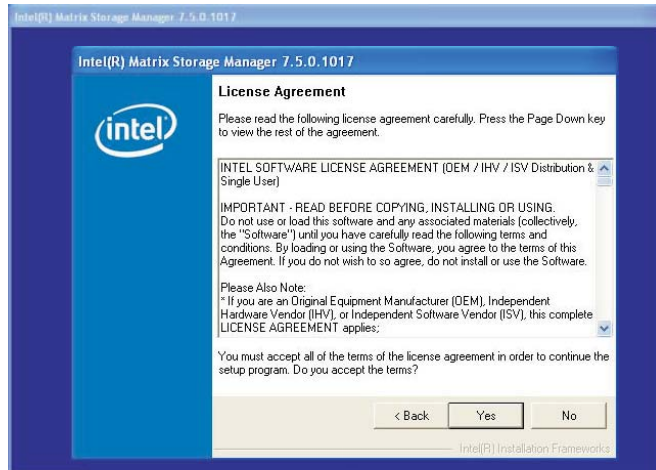 Intel(R) Matrix Storage Manager 7.5.0.1017
Intel(R) Matrix Storage Manager 7.5.0.1017
intel
License Agreement
Please read the following license agreement carefully. Press the Page Down key
to view the rest of the agreement.
INTEL SOFTWARE LICENSE AGREEMENT (OEM / IHV / ISV Distribution &
Single User)
IMPORTANT - READ BEFORE COPYING, INSTALLING OR USING.
Do not use or load this software and any associated materials (collectively,
the "Software") until you have carefully read the following terms and
conditions. By loading or using the Software, you agree to the terms of this
Agreement. If you do not wish to so agree, do not install or use the Software.
Please Also Note:
* If you are an Original Equipment Manufacturer (OEM), Independent
Hardware Vendor (IHV), or Independent Software Vendor (ISV), this complete
LICENSE AGREEMENT applies;
You must accept all of the terms of the license agreement in order to continue the
setup program. Do you accept the terms?
< Back Yes No
Intel(R) Installation Frameworks